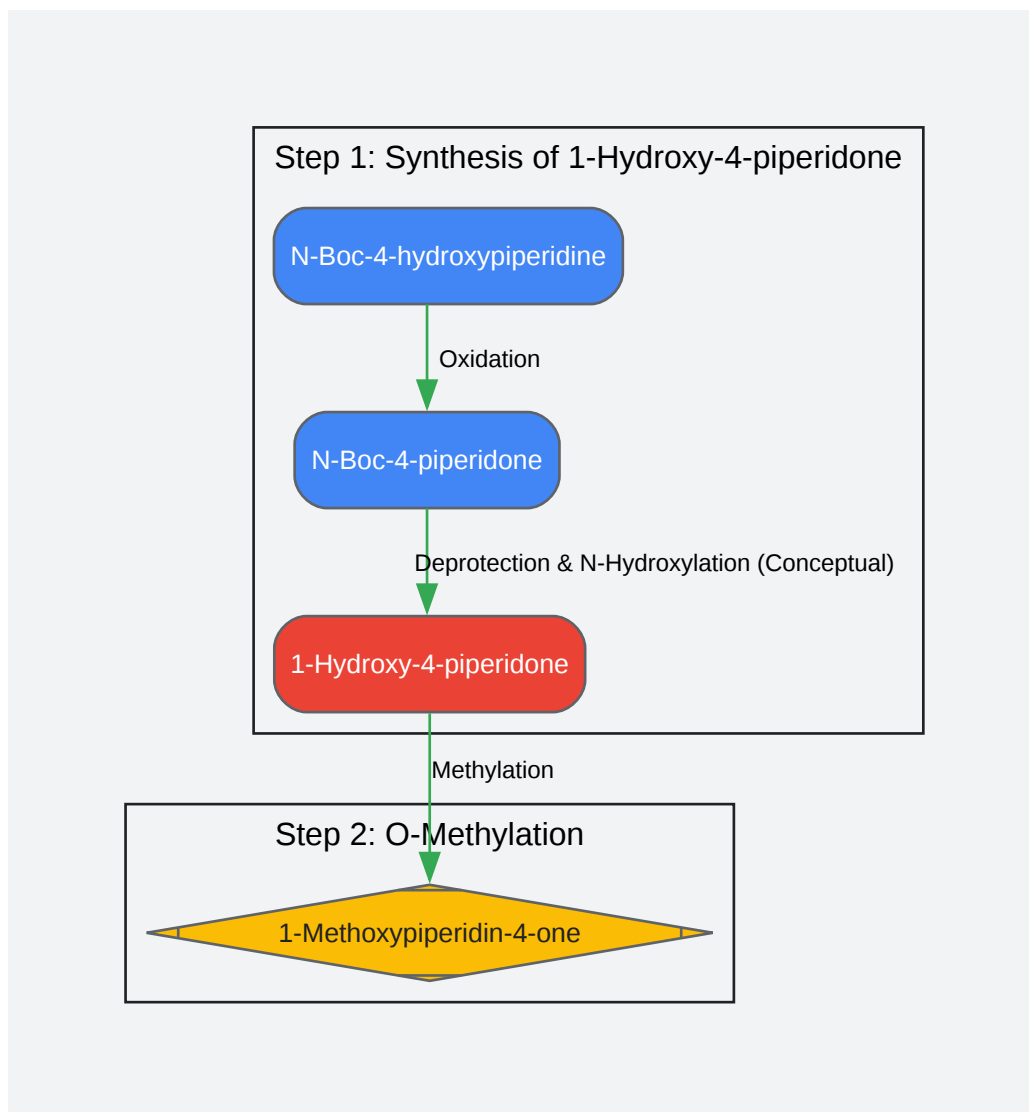 Step 1: Synthesis of 1-Hydroxy-4-piperidone
N-Boc-4-hydroxypiperidine
Oxidation
N-Boc-4-piperidone
Deprotection & N-Hydroxylation (Conceptual)
1-Hydroxy-4-piperidone
Methylation
Step 2: O-Methylation
1-Methoxypiperidin-4-one